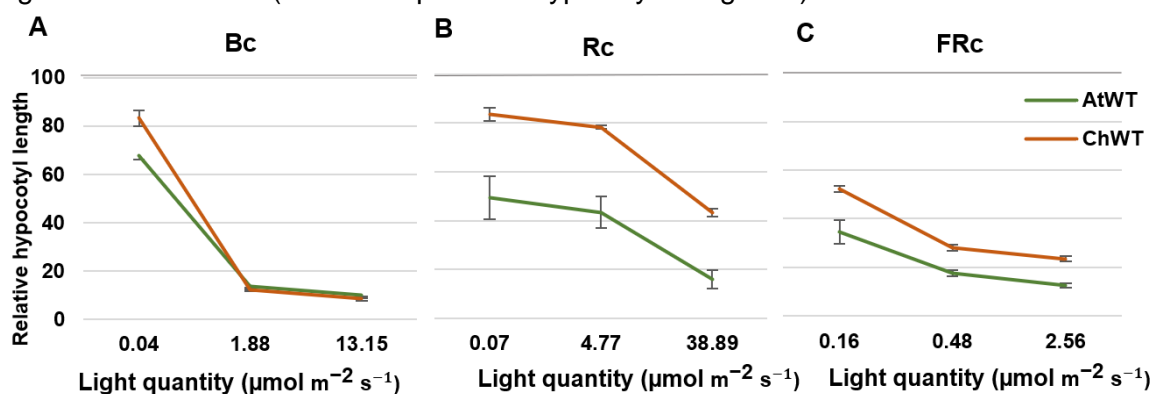 A
Bc
B
Rc
C
FRc
Relative hypocotyl length
100
80
60
40
20
0
AtWT
ChWT
0.04 1.88 13.15
0.07 4.77 38.89
0.16 0.48 2.56
Light quantity (µmol m⁻² s⁻¹)
Light quantity (µmol m⁻² s⁻¹)
Light quantity (µmol m⁻² s⁻¹)